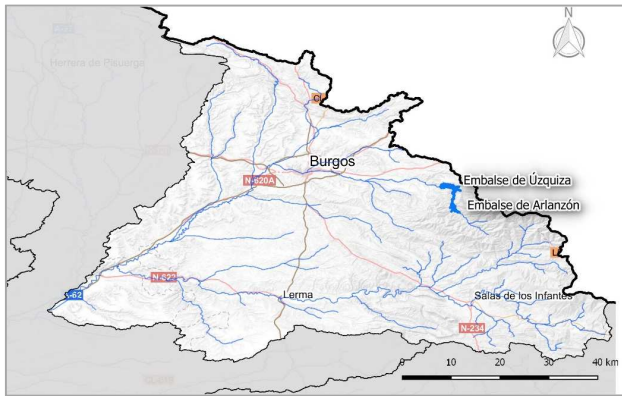 N
Herrera de Pisuerga
Burgos
N-620A
Embalse de Úzquiza
Embalse de Arlanzón
N-622
Lerma
Salas de los Infantes
N-234
0 10 20 30 40 km